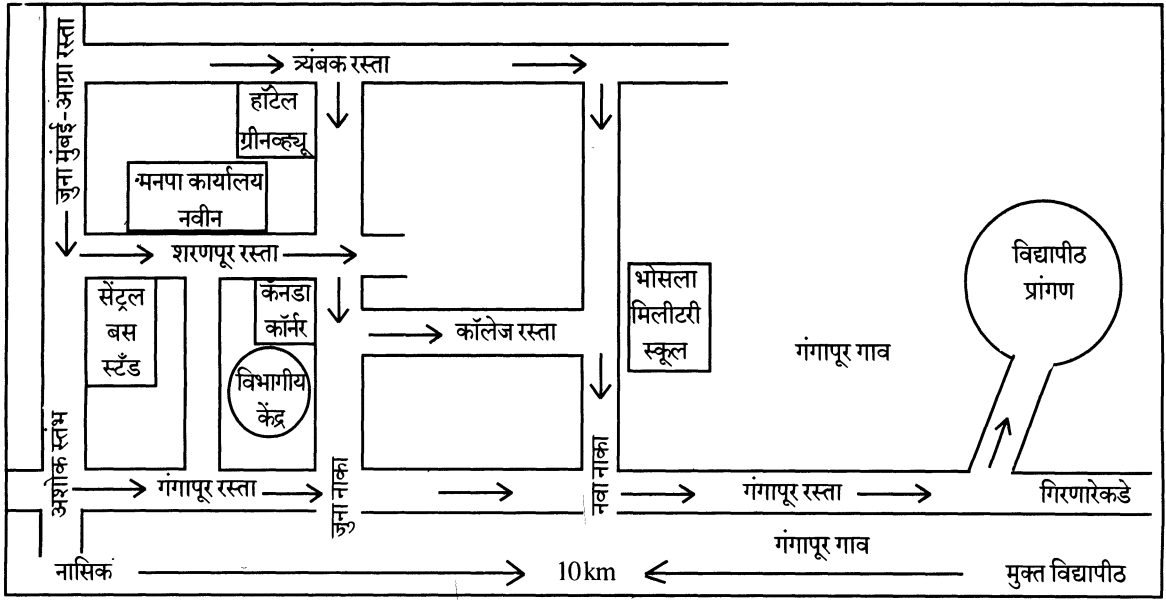 त्र्यंबक रस्ता
जुना मुंबई-आग्रा रस्ता
हॉटेल
ग्रीनव्ह्यू
मनपा कार्यालय
नवीन
शरणपूर रस्ता
सेंट्रल
बस
स्टँड
कॅनडा
कॉर्नर
विभागीय
केंद्र
कॉलेज रस्ता
भोसला
मिलीटरी
स्कूल
गंगापूर गाव
विद्यापीठ
प्रांगण
अशोक स्तंभ
गंगापूर रस्ता
जुना नाका
नवा नाका
गंगापूर रस्ता
गिरणारेकडे
गंगापूर गाव
नासिक
10km
मुक्त विद्यापीठ